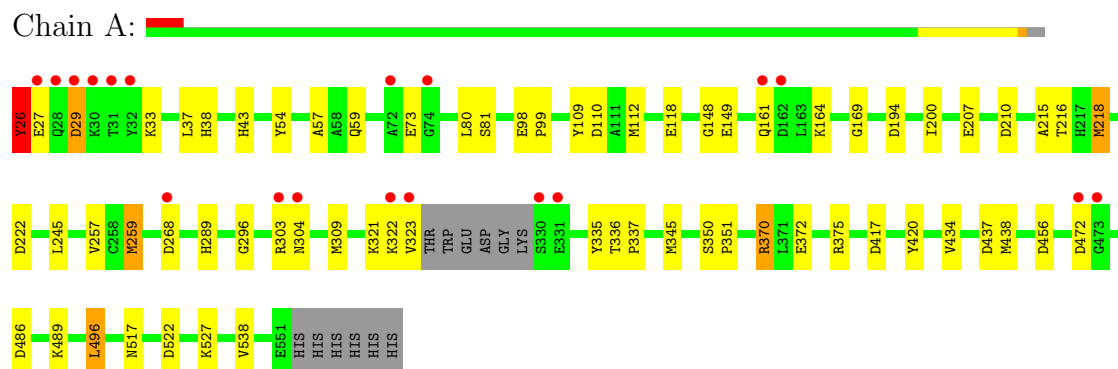 Chain A:
Y26 E27 Q28 D29 K30 T31 Y32 K33 L37 H38 H43 Y54 A57 A58 Q59 A72 E73 G74 L80 S81 E98 P99 Y109 D110 A111 M112 E118 G148 E149 Q161 D162 L163 K164 G169 D194 I200 E207 D210 A215 T216 H217 M218
D222 L245 V257 C258 M259 D268 H289 G296 R303 N304 M309 K321 K322 V323 THR TRP GLU ASP GLY LYS S330 E331 Y335 T336 P337 M345 S350 P351 R370 L371 E372 R375 D417 Y420 V434 D437 M438 D456 D472 G473
D486 K489 L496 N517 D522 K527 V538 E551 HIS HIS HIS HIS HIS HIS